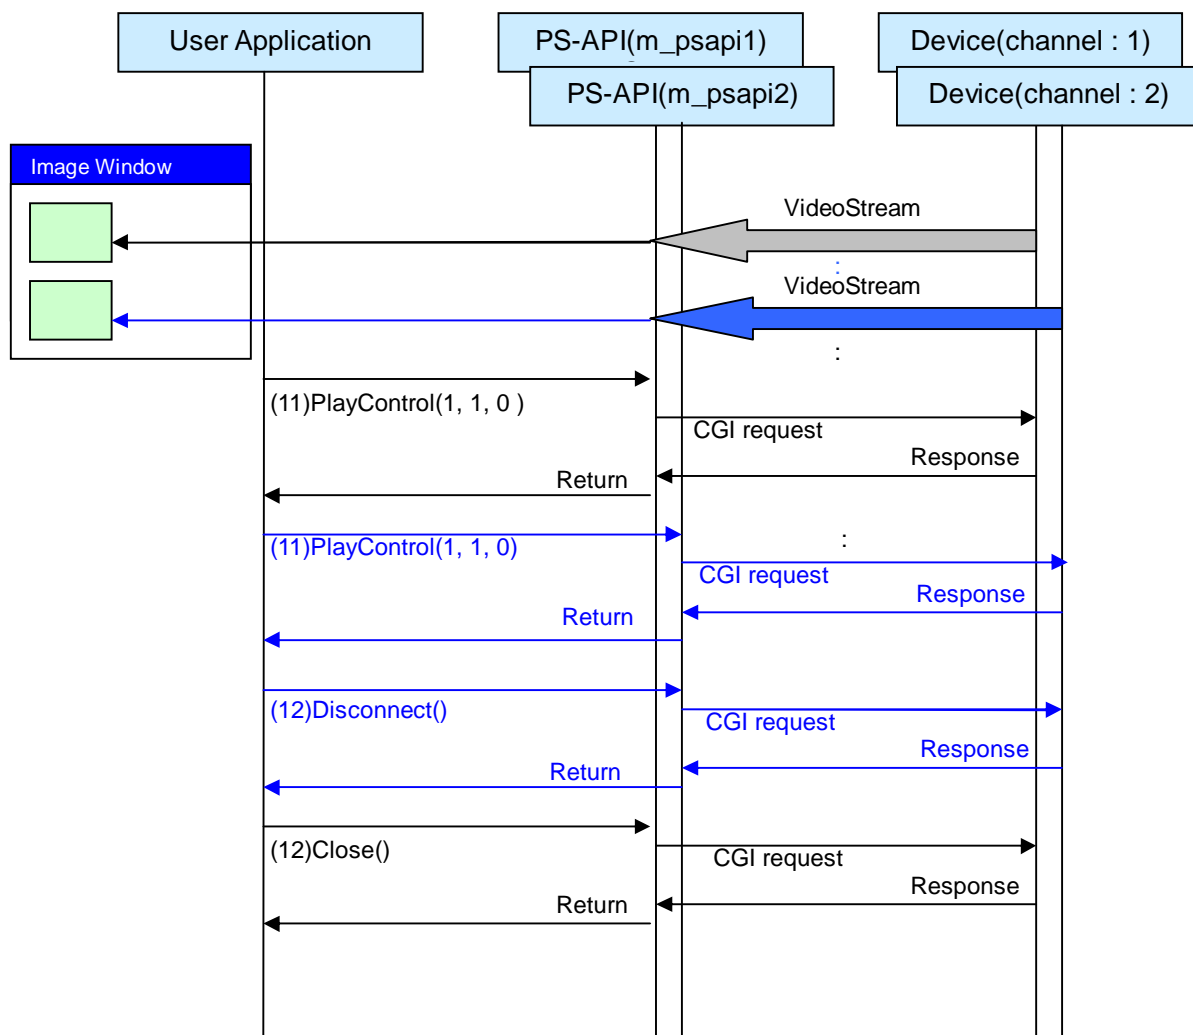 User Application
PS-API(m_psapi1)
Device(channel : 1)
PS-API(m_psapi2)
Device(channel : 2)
Image Window
VideoStream
:
VideoStream
:
(11)PlayControl(1, 1, 0 )
CGI request
Response
Return
(11)PlayControl(1, 1, 0)
:
CGI request
Response
Return
(12)Disconnect()
CGI request
Response
Return
(12)Close()
CGI request
Response
Return